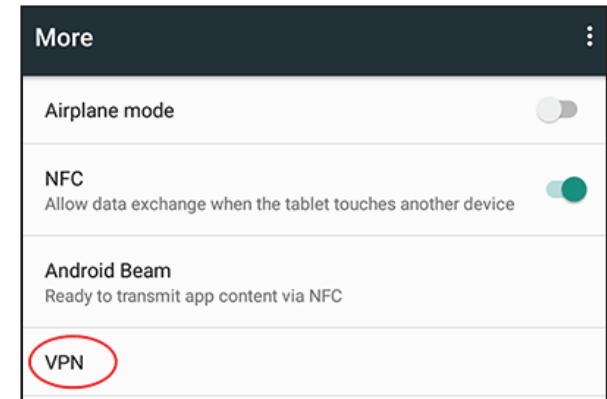 More
Airplane mode
NFC
Allow data exchange when the tablet touches another device
Android Beam
Ready to transmit app content via NFC
VPN